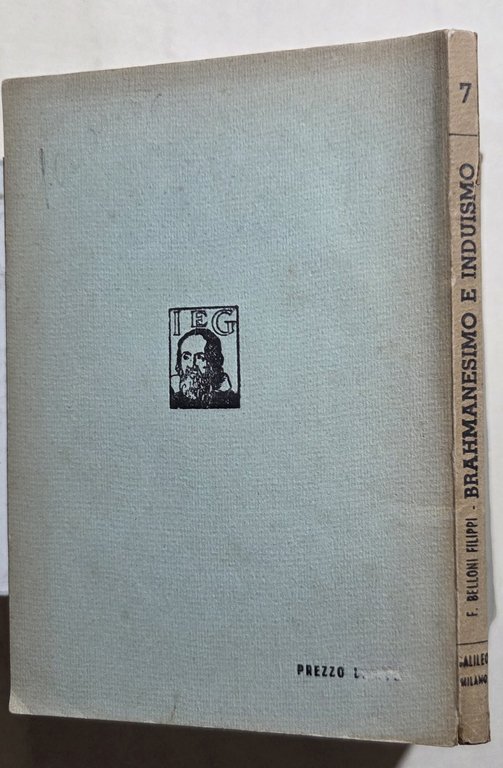 IEG
PREZZO
7
F. BELLONI FILIPPI - BRAHMANESIMO E INDUISMO
GALILEO
MILANO